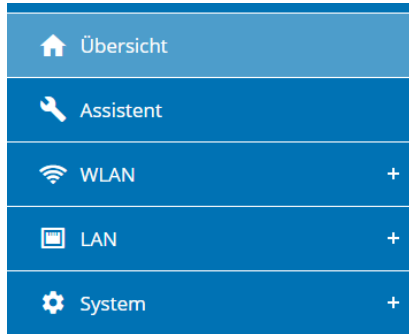 Übersicht
Assistent
WLAN +
LAN +
System +